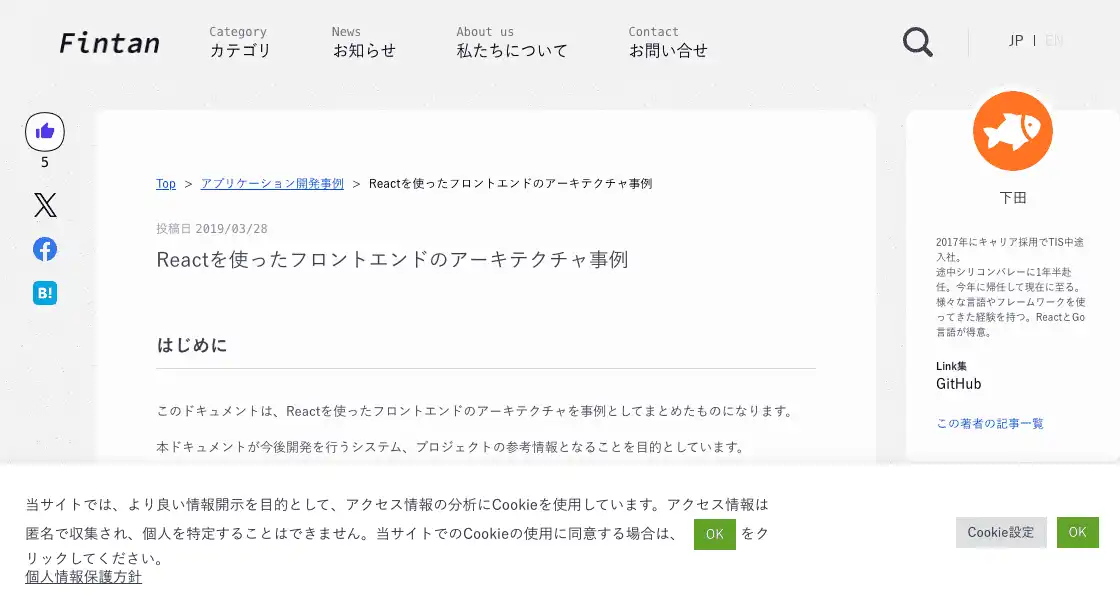 Fintan
Category
カテゴリ
News
お知らせ
About us
私たちについて
Contact
お問い合せ
JP | EN
5
B!
Top > アプリケーション開発事例 > Reactを使ったフロントエンドのアーキテクチャ事例
投稿日 2019/03/28
Reactを使ったフロントエンドのアーキテクチャ事例
はじめに
このドキュメントは、Reactを使ったフロントエンドのアーキテクチャを事例としてまとめたものになります。
本ドキュメントが今後開発を行うシステム、プロジェクトの参考情報となることを目的としています。
下田
2017年にキャリア採用でTIS中途
入社。
途中シリコンバレーに1年半赴
任。今年に帰任して現在に至る。
様々な言語やフレームワークを使
ってきた経験を持つ。ReactとGo
言語が得意。
Link集
GitHub
この著者の記事一覧
当サイトでは、より良い情報開示を目的として、アクセス情報の分析にCookieを使用しています。アクセス情報は
匿名で収集され、個人を特定することはできません。当サイトでのCookieの使用に同意する場合は、 OK をク
リックしてください。
個人情報保護方針
Cookie設定
OK